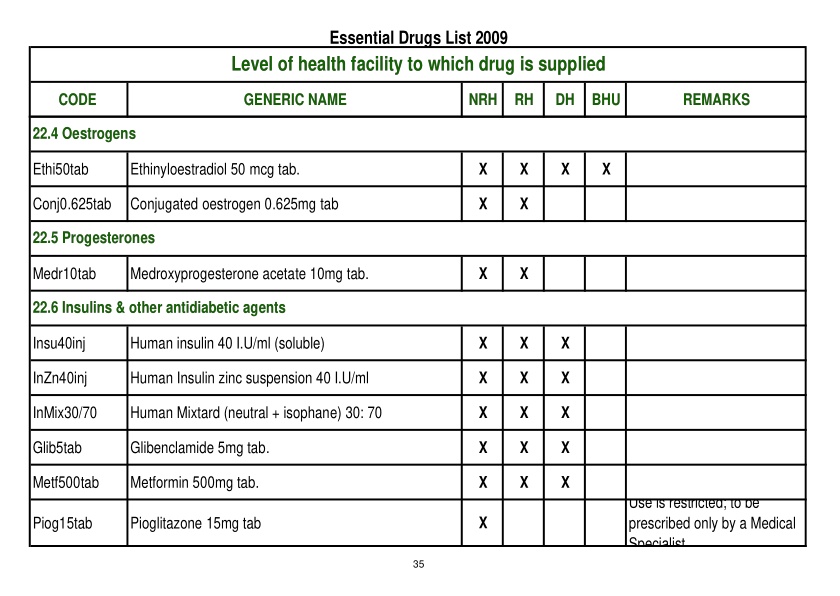 Essential Drugs List 2009
Level of health facility to which drug is supplied
CODE GENERIC NAME NRH RH DH BHU REMARKS
22.4 Oestrogens
Ethi50tab Ethinyloestradiol 50 mcg tab. X X X X
Conj0.625tab Conjugated oestrogen 0.625mg tab X X
22.5 Progesterones
Medr10tab Medroxyprogesterone acetate 10mg tab. X X
22.6 Insulins & other antidiabetic agents
Insu40inj Human insulin 40 I.U/ml (soluble) X X X
InZn40inj Human Insulin zinc suspension 40 I.U/ml X X X
InMix30/70 Human Mixtard (neutral + isophane) 30: 70 X X X
Glib5tab Glibenclamide 5mg tab. X X X
Metf500tab Metformin 500mg tab. X X X
Piog15tab Pioglitazone 15mg tab X Use is restricted; to be
prescribed only by a Medical
Specialist
35